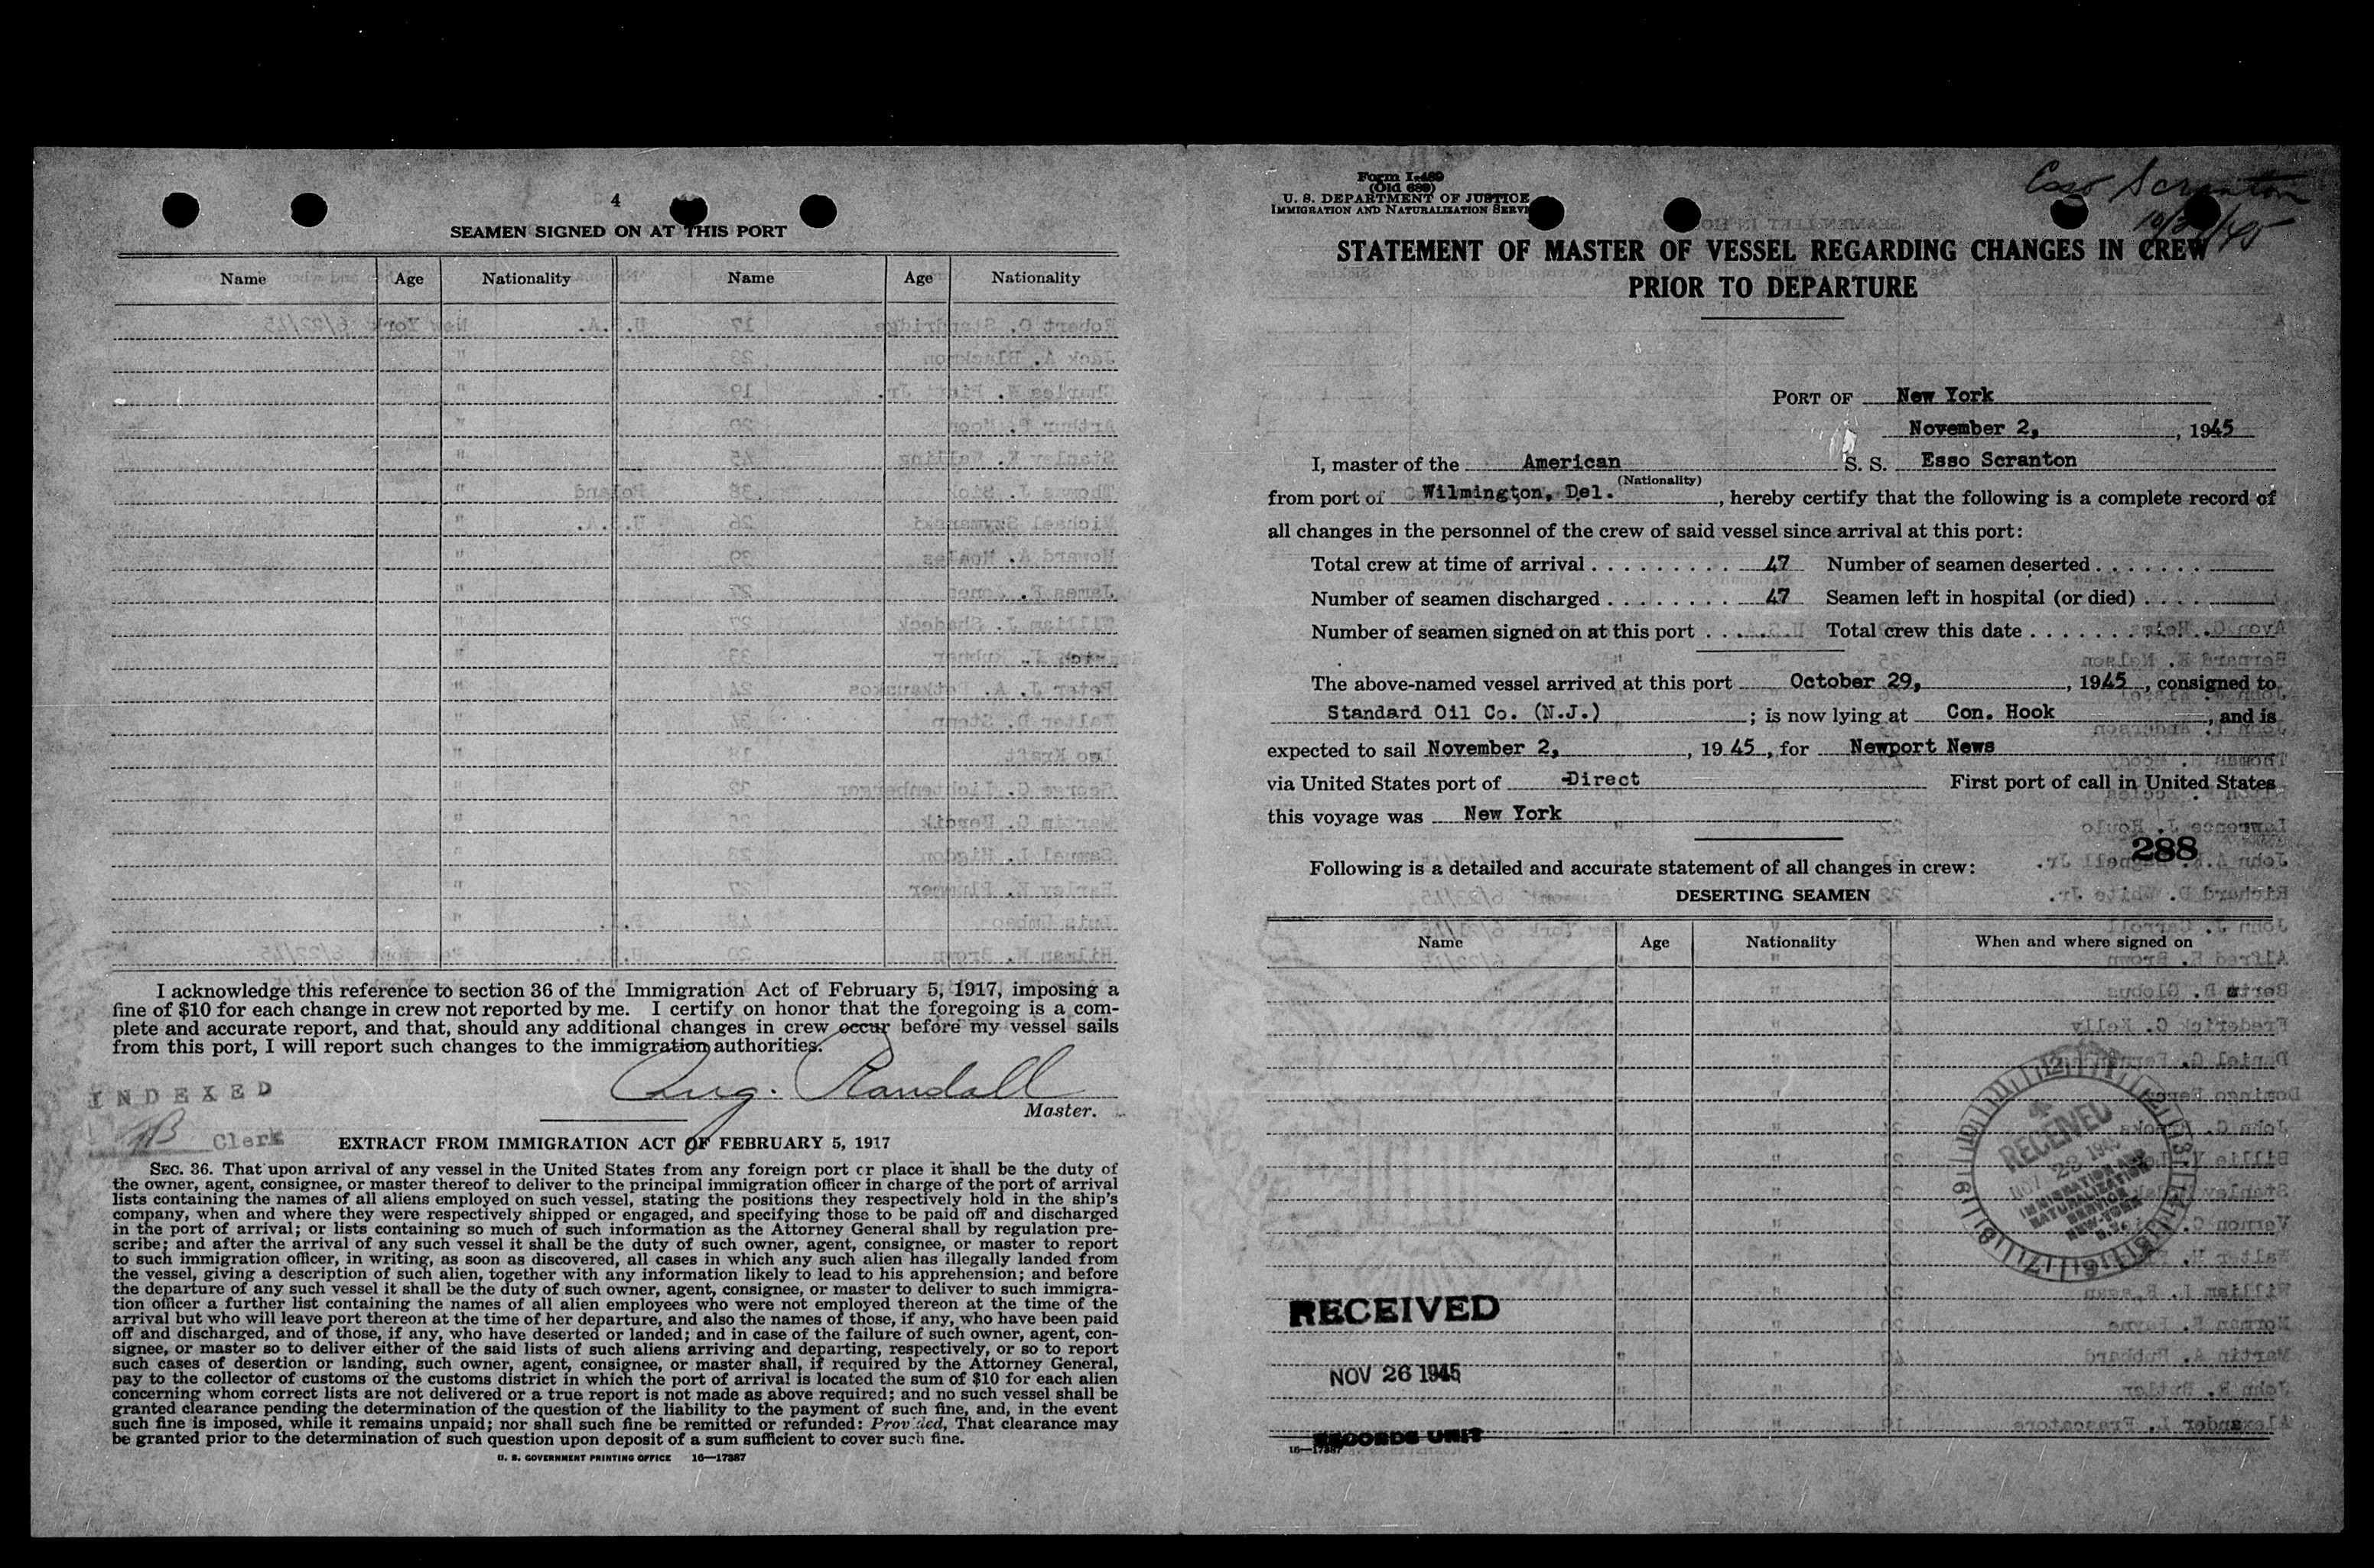 4
SEAMEN SIGNED ON AT THIS PORT
Name Age Nationality Name Age Nationality
I acknowledge this reference to section 36 of the Immigration Act of February 5, 1917, imposing a
fine of $10 for each change in crew not reported by me. I certify on honor that the foregoing is a com-
plete and accurate report, and that, should any additional changes in crew occur before my vessel sails
from this port, I will report such changes to the immigration authorities.
Aug. Randall
Master.
INDEXED
Clerk
EXTRACT FROM IMMIGRATION ACT OF FEBRUARY 5, 1917
SEC. 36. That upon arrival of any vessel in the United States from any foreign port or place it shall be the duty of
the owner, agent, consignee, or master thereof to deliver to the principal immigration officer in charge of the port of arrival
lists containing the names of all aliens employed on such vessel, stating the positions they respectively hold in the ship's
company, when and where they were respectively shipped or engaged, and specifying those to be paid off and discharged
in the port of arrival; or lists containing so much of such information as the Attorney General shall by regulation pre-
scribe; and after the arrival of any such vessel it shall be the duty of such owner, agent, consignee, or master to report
to such immigration officer, in writing, as soon as discovered, all cases in which any such alien has illegally landed from
the vessel, giving a description of such alien, together with any information likely to lead to his apprehension; and before
the departure of any such vessel it shall be the duty of such owner, agent, consignee, or master to deliver to such immigra-
tion officer a further list containing the names of all alien employees who were not employed thereon at the time of the
arrival but who will leave port thereon at the time of her departure, and also the names of those, if any, who have been paid
off and discharged, and of those, if any, who have deserted or landed; and in case of the failure of such owner, agent, con-
signee, or master so to deliver either of the said lists of such aliens arriving and departing, respectively, or so to report
such cases of desertion or landing, such owner, agent, consignee, or master shall, if required by the Attorney General,
pay to the collector of customs of the customs district in which the port of arrival is located the sum of $10 for each alien
concerning whom correct lists are not delivered or a true report is not made as above required; and no such vessel shall be
granted clearance pending the determination of the question of the liability to the payment of such fine, and, in the event
such fine is imposed, while it remains unpaid; nor shall such fine be remitted or refunded: Provided, That clearance may
be granted prior to the determination of such question upon deposit of a sum sufficient to cover such fine.
U. S. GOVERNMENT PRINTING OFFICE 16—17387
Form I-489
(Old 689)
U. S. DEPARTMENT OF JUSTICE
IMMIGRATION AND NATURALIZATION SERVI
Esso Scranton
STATEMENT OF MASTER OF VESSEL REGARDING CHANGES IN CREW
PRIOR TO DEPARTURE
PORT OF New York
November 2, , 1945
I, master of the American S. S. Esso Scranton
(Nationality)
from port of Wilmington, Del. , hereby certify that the following is a complete record of
all changes in the personnel of the crew of said vessel since arrival at this port:
Total crew at time of arrival . . . . . . . . . 47 Number of seamen deserted . . . . . . .
Number of seamen discharged . . . . . . . . 47 Seamen left in hospital (or died) . . . .
Number of seamen signed on at this port . . . . Total crew this date . . . . . . .
The above-named vessel arrived at this port October 29, , 1945 , consigned to
Standard Oil Co. (N.J.) ; is now lying at Con. Hook , and is
expected to sail November 2, , 1945 , for Newport News
via United States port of -Direct First port of call in United States
this voyage was New York
288
Following is a detailed and accurate statement of all changes in crew:
DESERTING SEAMEN
Name Age Nationality When and where signed on
RECEIVED
NOV 28 1945
IMMIGRATION AND
NATURALIZATION
SERVICE
NEW-YORK
RECEIVED
NOV 26 1945
RECORDS UNIT
16—17387